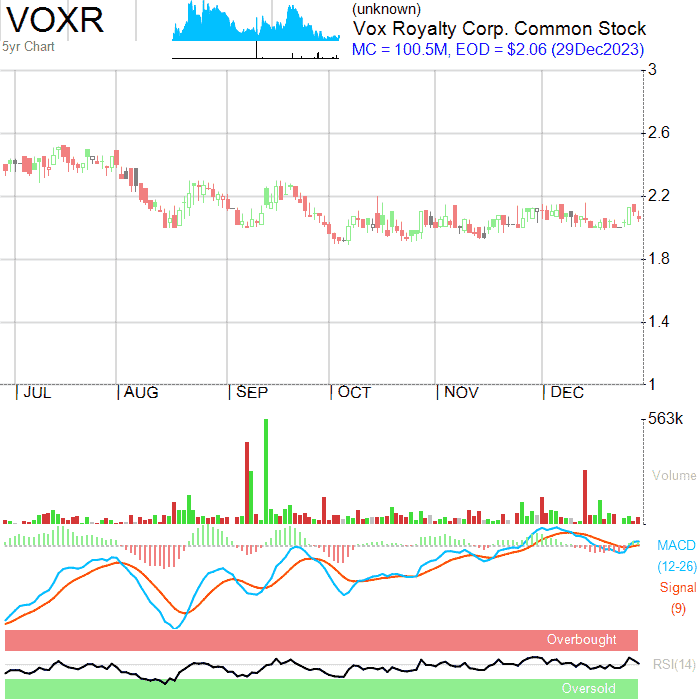 VOXR
5yr Chart
(unknown)
Vox Royalty Corp. Common Stock
MC = 100.5M, EOD = $2.06 (29Dec2023)
3
2.6
2.2
1.8
1.4
1
JUL AUG SEP OCT NOV DEC
563k
Volume
MACD
(12-26)
Signal
(9)
Overbought
RSI(14)
Oversold